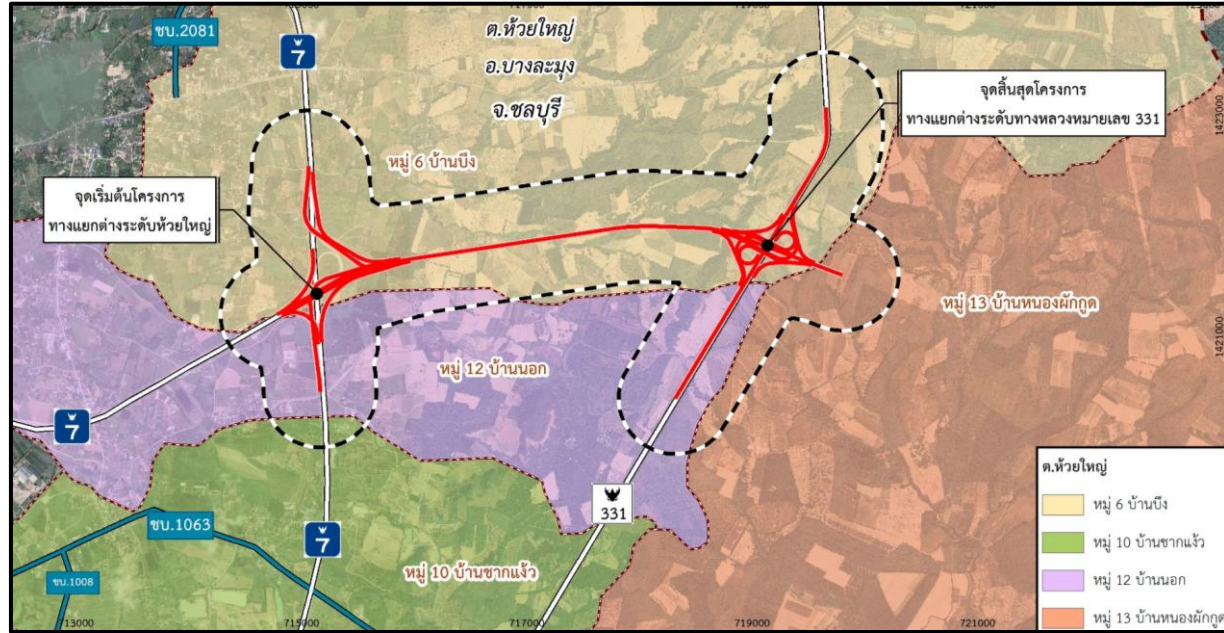 ชบ.2081
7
715000
717000
719000
721000
ต.ห้วยใหญ่
อ.บางละมุง
จ.ชลบุรี
จุดสิ้นสุดโครงการ
ทางแยกต่างระดับทางหลวงหมายเลข 331
1423000
หมู่ 6 บ้านบึง
จุดเริ่มต้นโครงการ
ทางแยกต่างระดับห้วยใหญ่
หมู่ 13 บ้านหนองผักกูด
1421000
หมู่ 12 บ้านนอก
7
331
ชบ.1063
7
หมู่ 10 บ้านซากแง้ว
ชบ.1008
ต.ห้วยใหญ่
หมู่ 6 บ้านบึง
หมู่ 10 บ้านซากแง้ว
หมู่ 12 บ้านนอก
หมู่ 13 บ้านหนองผักกูด
713000
715000
717000
719000
721000